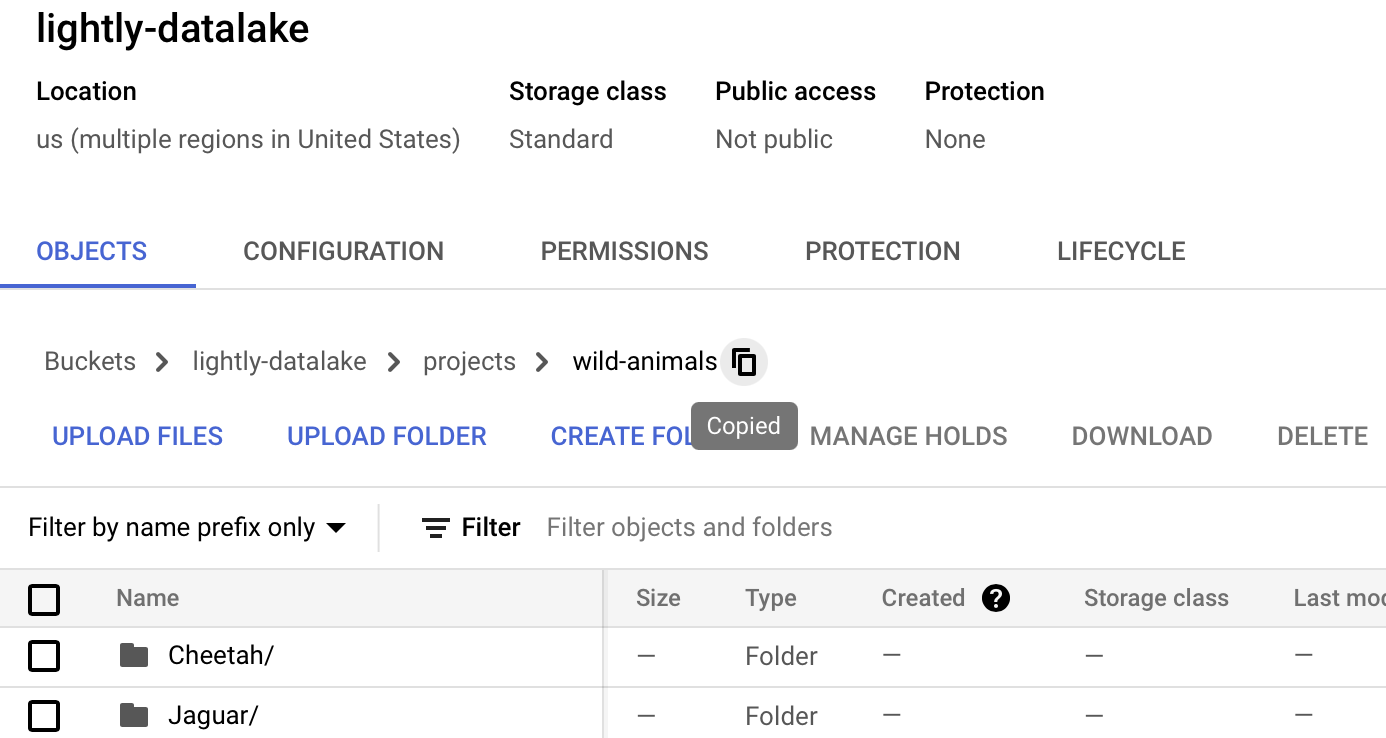 lightly-datalake
Location Storage class Public access Protection
us (multiple regions in United States) Standard Not public None
OBJECTS CONFIGURATION PERMISSIONS PROTECTION LIFECYCLE
Buckets > lightly-datalake > projects > wild-animals
Copied
UPLOAD FILES UPLOAD FOLDER CREATE FOL MANAGE HOLDS DOWNLOAD DELETE
Filter by name prefix only Filter Filter objects and folders
Name Size Type Created ? Storage class Last mod
Cheetah/ — Folder — — —
Jaguar/ — Folder — — —